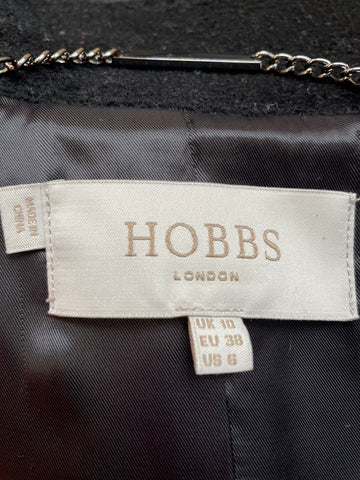 HOBBS
LONDON
UK 10
EU 38
US 6
MADE IN
CHINA